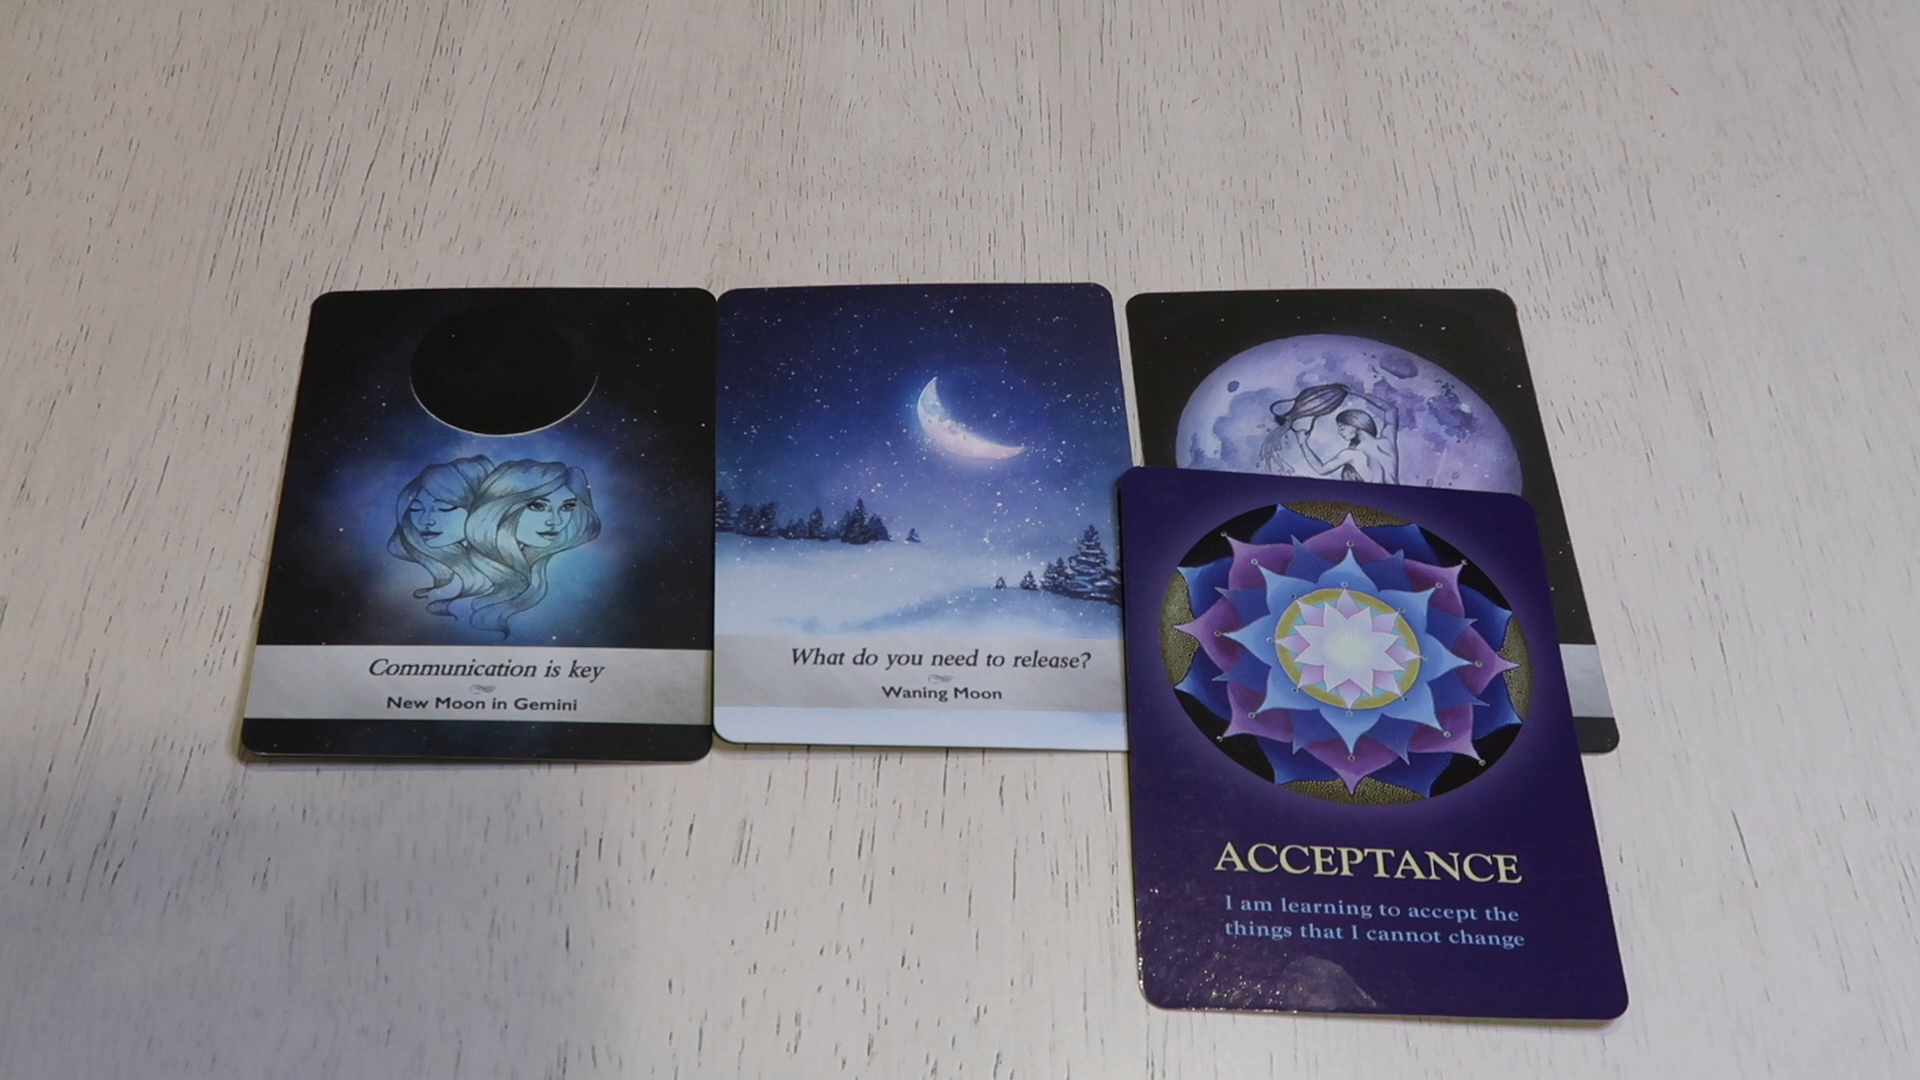 Communication is key
New Moon in Gemini
What do you need to release?
Waning Moon
ACCEPTANCE
I am learning to accept the
things that I cannot change